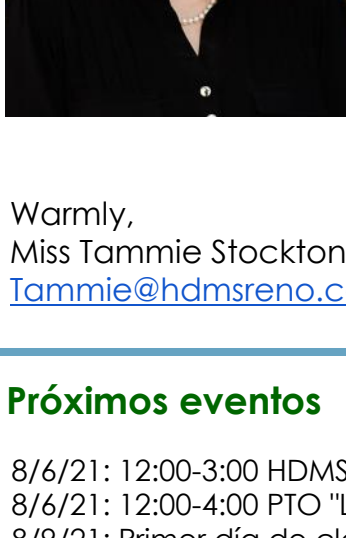 Warmly,
Miss Tammie Stockton
Tammie@hdmsreno.c
Próximos eventos
8/6/21: 12:00-3:00 HDMS
8/6/21: 12:00-4:00 PTO "L
8/9/21: Primer día de cl